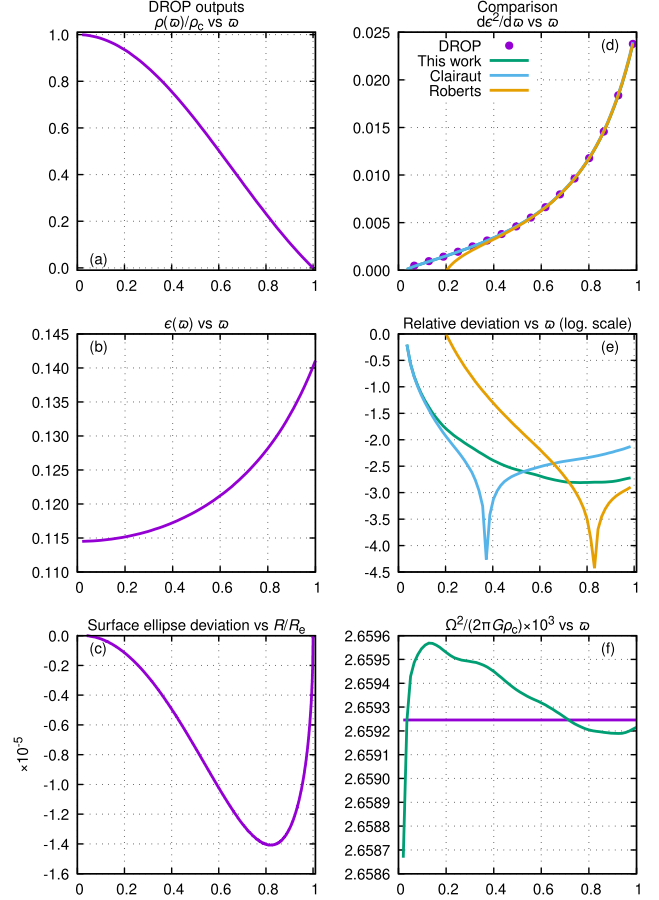 DROP outputs
ρ(ϖ)/ρc vs ϖ
1.0
0.8
0.6
0.4
0.2
0.0
(a)
0 0.2 0.4 0.6 0.8 1
Comparison
dϵ²/dϖ vs ϖ
0.025
0.020
0.015
0.010
0.005
0.000
(d)
DROP
This work
Clairaut
Roberts
0 0.2 0.4 0.6 0.8 1
ϵ(ϖ) vs ϖ
0.145
0.140
0.135
0.130
0.125
0.120
0.115
0.110
(b)
0 0.2 0.4 0.6 0.8 1
Relative deviation vs ϖ (log. scale)
0.0
-0.5
-1.0
-1.5
-2.0
-2.5
-3.0
-3.5
-4.0
-4.5
(e)
0 0.2 0.4 0.6 0.8 1
Surface ellipse deviation vs R/Re
0.0
-0.2
-0.4
-0.6
-0.8
-1.0
-1.2
-1.4
-1.6
×10⁻⁵
(c)
0 0.2 0.4 0.6 0.8 1
Ω²/(2πGρc)×10³ vs ϖ
2.6596
2.6595
2.6594
2.6593
2.6592
2.6591
2.6590
2.6589
2.6588
2.6587
2.6586
(f)
0 0.2 0.4 0.6 0.8 1